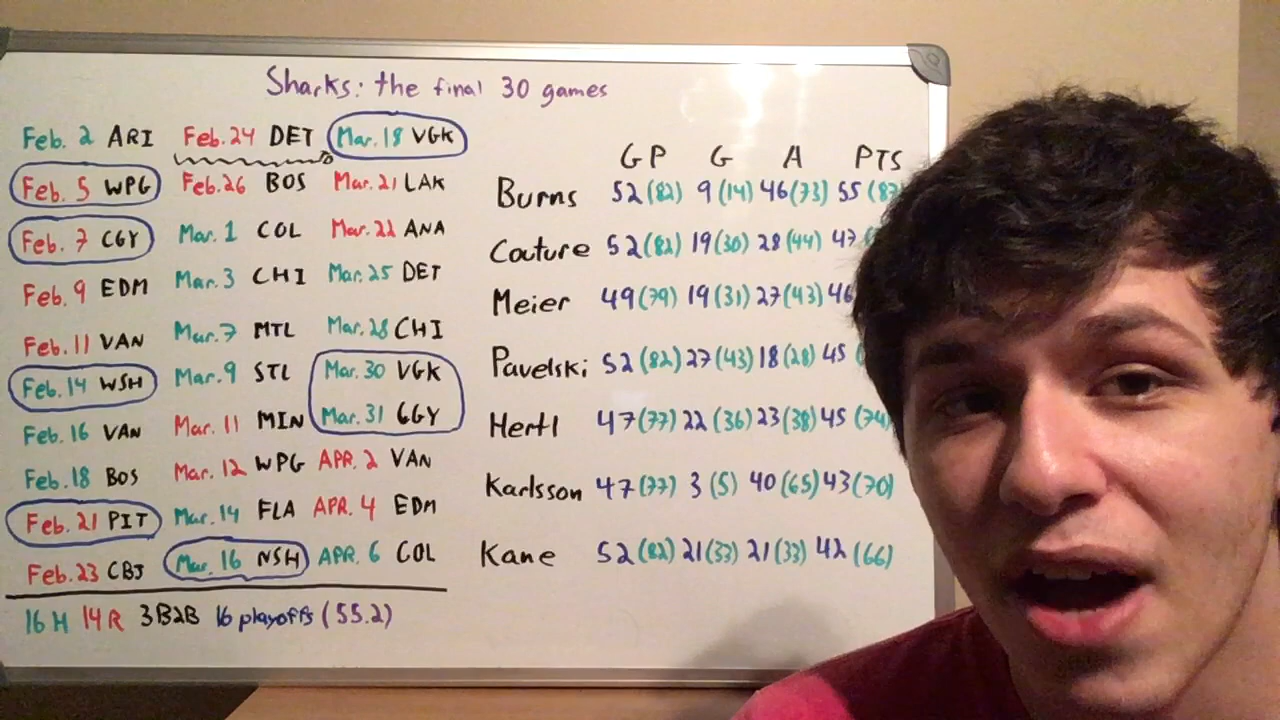 Sharks: the final 30 games
Feb. 2 ARI Feb. 24 DET Mar. 18 VGK
Feb. 5 WPG Feb. 26 BOS Mar. 21 LAK
Feb. 7 CGY Mar. 1 COL Mar. 22 ANA
Feb. 9 EDM Mar. 3 CHI Mar. 25 DET
Feb. 11 VAN Mar. 7 MTL Mar. 28 CHI
Feb. 14 WSH Mar. 9 STL Mar. 30 VGK
Feb. 16 VAN Mar. 11 MIN Mar. 31 CGY
Feb. 18 BOS Mar. 12 WPG APR. 2 VAN
Feb. 21 PIT Mar. 14 FLA APR. 4 EDM
Feb. 23 CBJ Mar. 16 NSH APR. 6 COL
16 H 14 R 3 B2B 16 playoffs (55.2)
GP G A PTS
Burns 52 (82) 9 (14) 46 (73) 55 (87
Couture 52 (82) 19 (30) 28 (44) 47
Meier 49 (79) 19 (31) 27 (43) 46
Pavelski 52 (82) 27 (43) 18 (28) 45
Hertl 47 (77) 22 (36) 23 (38) 45 (74)
Karlsson 47 (77) 3 (5) 40 (65) 43 (70)
Kane 52 (82) 21 (33) 21 (33) 42 (66)